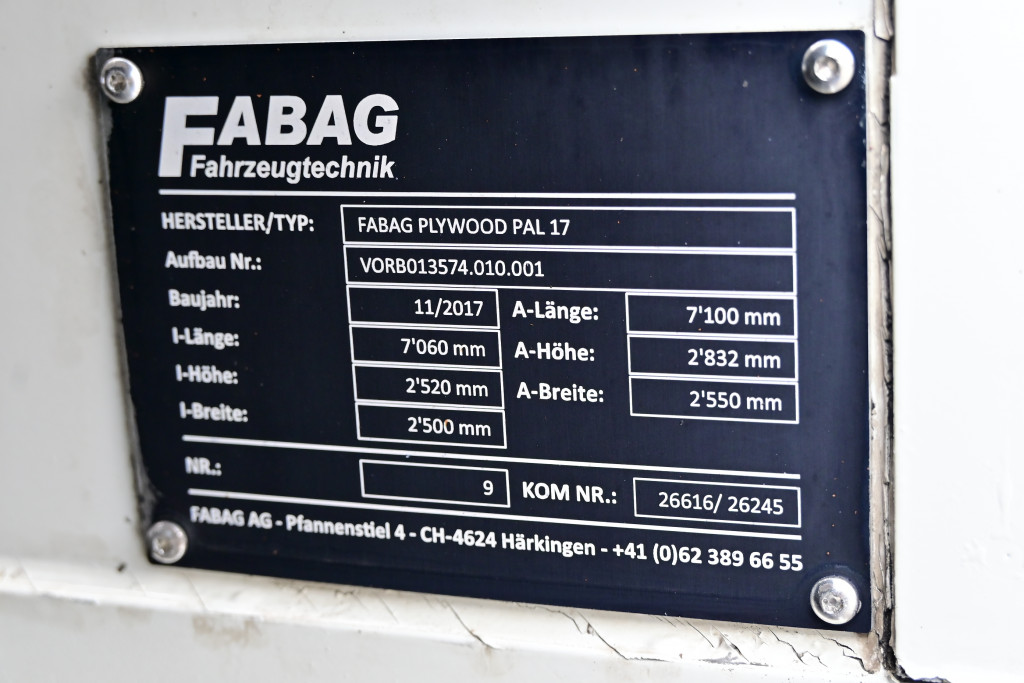 FABAG
Fahrzeugtechnik
HERSTELLER/TYP: FABAG PLYWOOD PAL 17
Aufbau Nr.: VORB013574.010.001
Baujahr: 11/2017 A-Länge: 7'100 mm
I-Länge: 7'060 mm A-Höhe: 2'832 mm
I-Höhe: 2'520 mm A-Breite: 2'550 mm
I-Breite: 2'500 mm
NR.: 9 KOM NR.: 26616/ 26245
FABAG AG - Pfannenstiel 4 - CH-4624 Härkingen - +41 (0)62 389 66 55